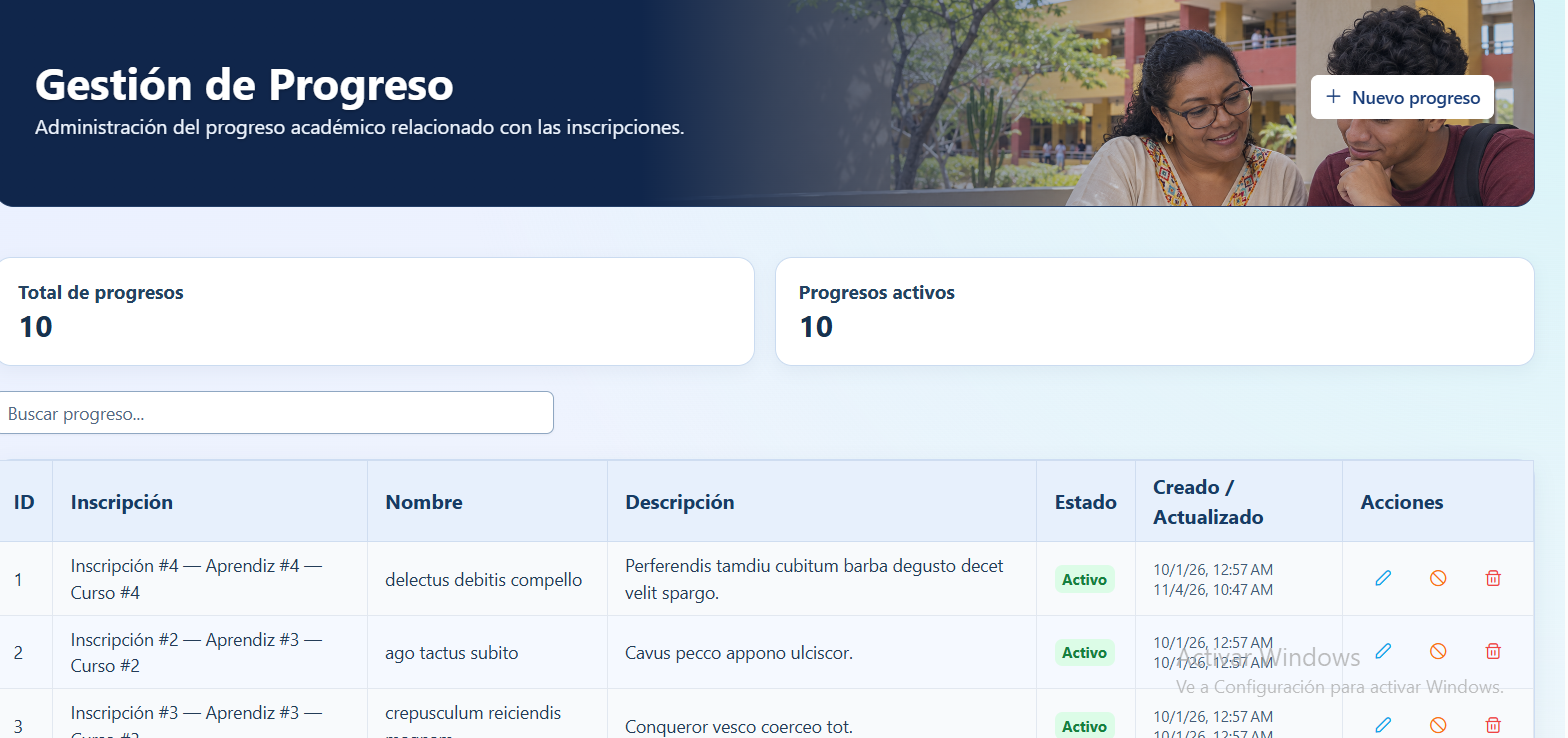 Gestión de Progreso
Administración del progreso académico relacionado con las inscripciones.
+ Nuevo progreso
Total de progresos
10
Progresos activos
10
Buscar progreso...
ID Inscripción Nombre Descripción Estado Creado / Actualizado Acciones
1 Inscripción #4 — Aprendiz #4 — Curso #4 delectus debitis compello Perferendis tamdiu cubitum barba degusto decet velit spargo. Activo 10/1/26, 12:57 AM 11/4/26, 10:47 AM
2 Inscripción #2 — Aprendiz #3 — Curso #2 ago tactus subito Cavus pecco appono ulciscor. Activo 10/1/26, 12:57 AM 10/1/26, 12:57 AM
Activar Windows
Ve a Configuración para activar Windows.
3 Inscripción #3 — Aprendiz #3 — crepusculum reiciendis Conqueror vesco coerceo tot. Activo 10/1/26, 12:57 AM